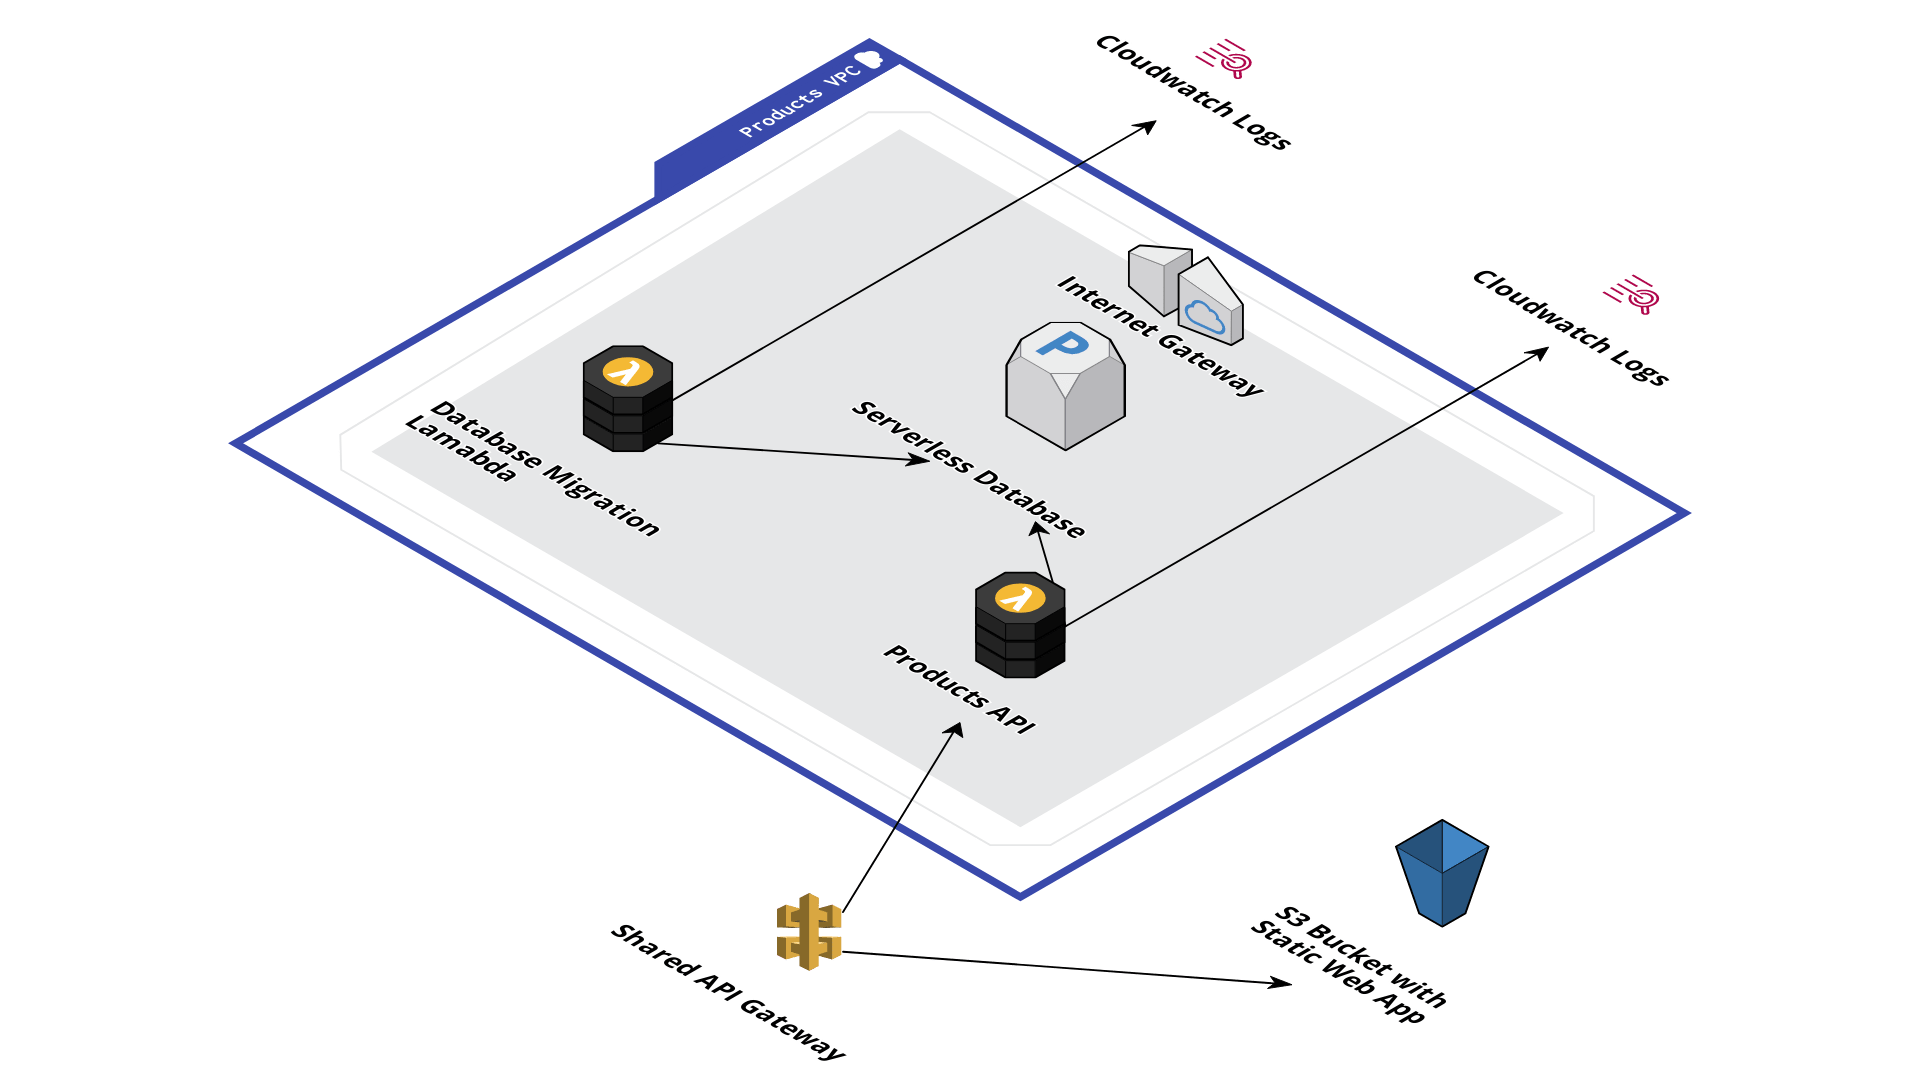 Products VPC
Cloudwatch Logs
Internet Gateway
Cloudwatch Logs
P
λ
Database Migration
Lamabda
Serverless Database
λ
Products API
Shared API Gateway
S3 Bucket with
Static Web App